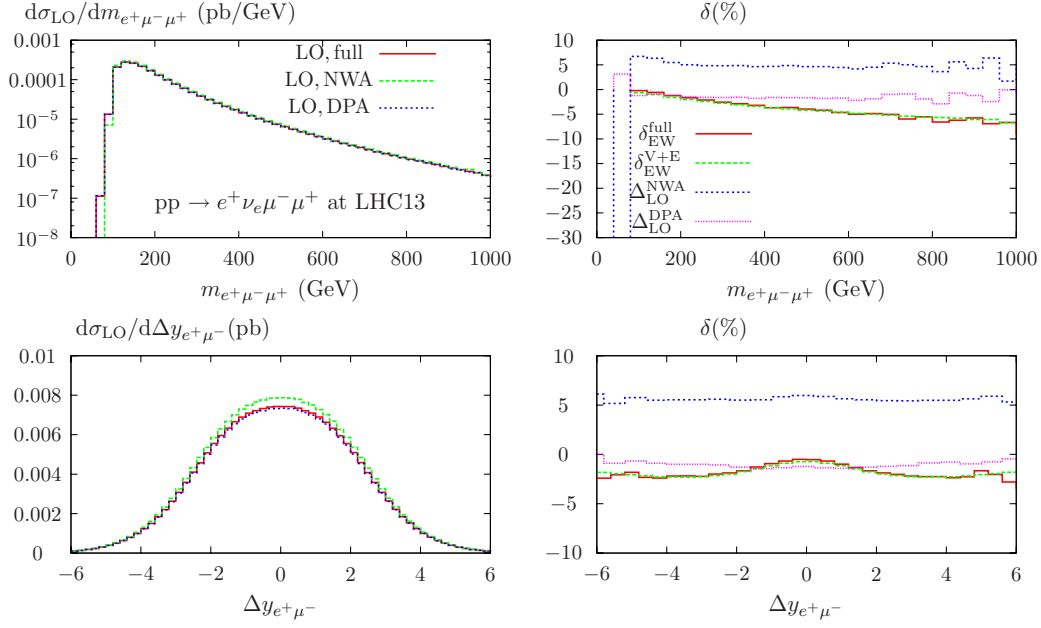 dσ_LO/dm_{e⁺μ⁻μ⁺} (pb/GeV)
0.001
0.0001
10⁻⁵
10⁻⁶
10⁻⁷
10⁻⁸
LO, full
LO, NWA
LO, DPA
pp → e⁺ν_eμ⁻μ⁺ at LHC13
0 200 400 600 800 1000
m_{e⁺μ⁻μ⁺} (GeV)
δ(%)
10
5
0
−5
−10
−15
−20
−25
−30
δ_EW^full
δ_EW^{V+E}
Δ_LO^NWA
Δ_LO^DPA
0 200 400 600 800 1000
m_{e⁺μ⁻μ⁺} (GeV)
dσ_LO/dΔy_{e⁺μ⁻}(pb)
0.01
0.008
0.006
0.004
0.002
0
−6 −4 −2 0 2 4 6
Δy_{e⁺μ⁻}
δ(%)
10
5
0
−5
−10
−6 −4 −2 0 2 4 6
Δy_{e⁺μ⁻}